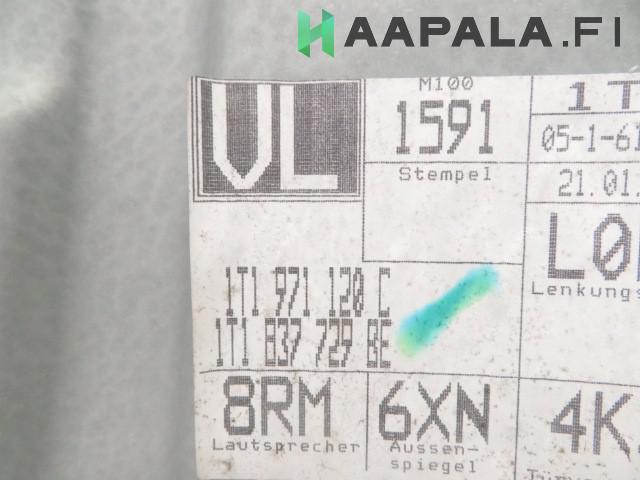 HAAPALA.FI
VL
M100
1591
Stempel
1T
05-1-61
21.01.
L0
Lenkungs
1T1 971 120 C
1T1 837 729 BE
8RM
Lautsprecher
6XN
Aussen-
spiegel
4K